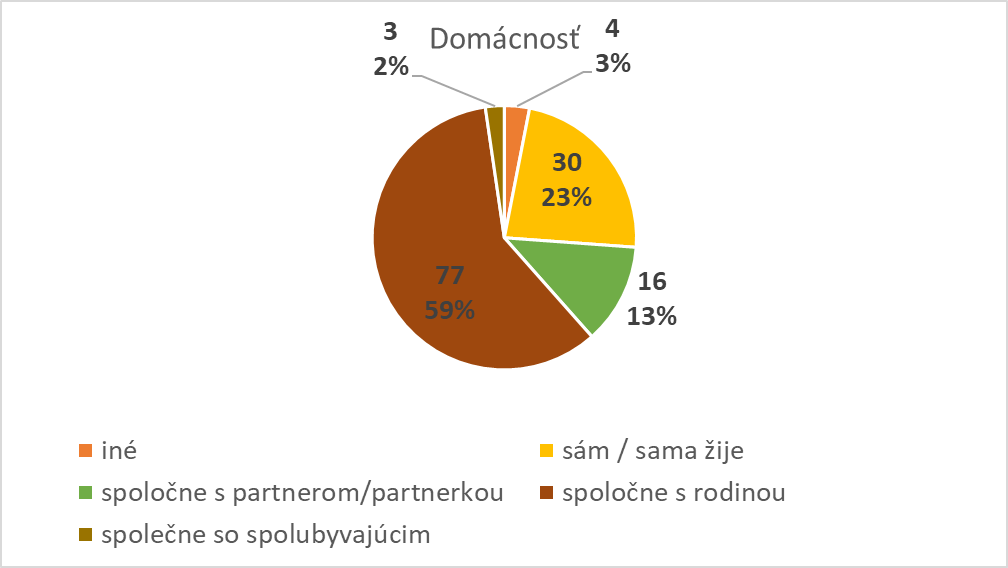 Domácnosť
3
2%
4
3%
30
23%
16
13%
77
59%
iné
sám / sama žije
spoločne s partnerom/partnerkou
spoločne s rodinou
společne so spolubyvajúcim